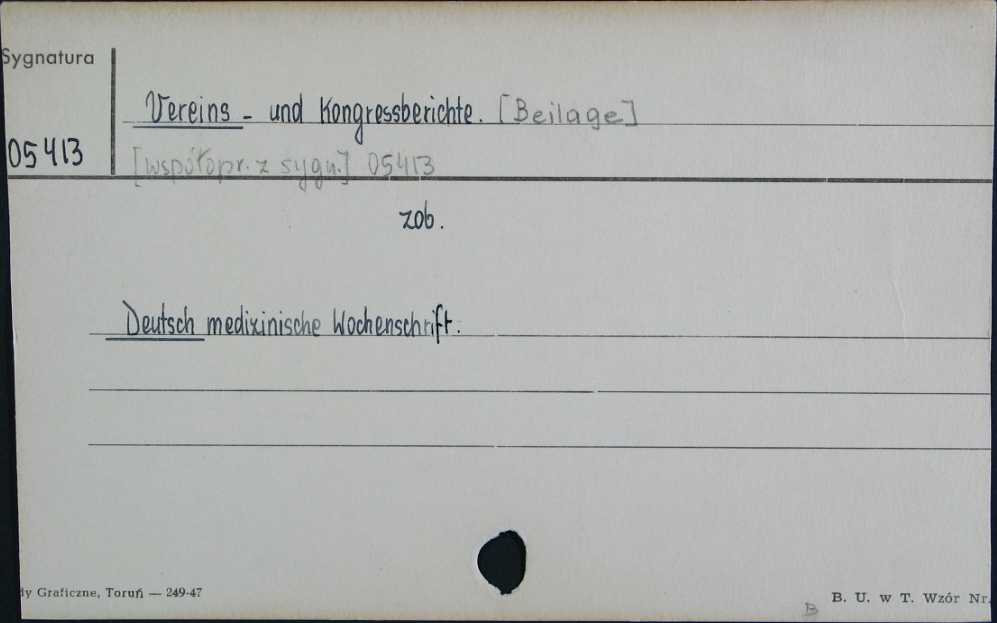 Sygnatura
Vereins - und Kongressberichte. [Beilage]
05413
[współopr. z sygn.] 05413
zob.
Deutsch medizinische Wochenschrift.
dy Graficzne, Toruń — 249-47
B. U. w T. Wzór Nr.
B